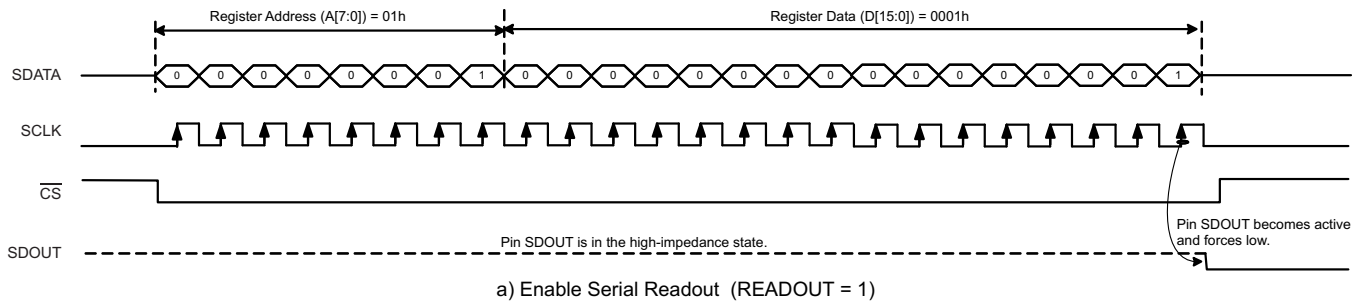 Register Address (A[7:0]) = 01h
Register Data (D[15:0]) = 0001h
SDATA
0 0 0 0 0 0 0 1 0 0 0 0 0 0 0 0 0 0 0 0 0 0 0 1
SCLK
CS
Pin SDOUT becomes active
and forces low.
Pin SDOUT is in the high-impedance state.
SDOUT
a) Enable Serial Readout (READOUT = 1)